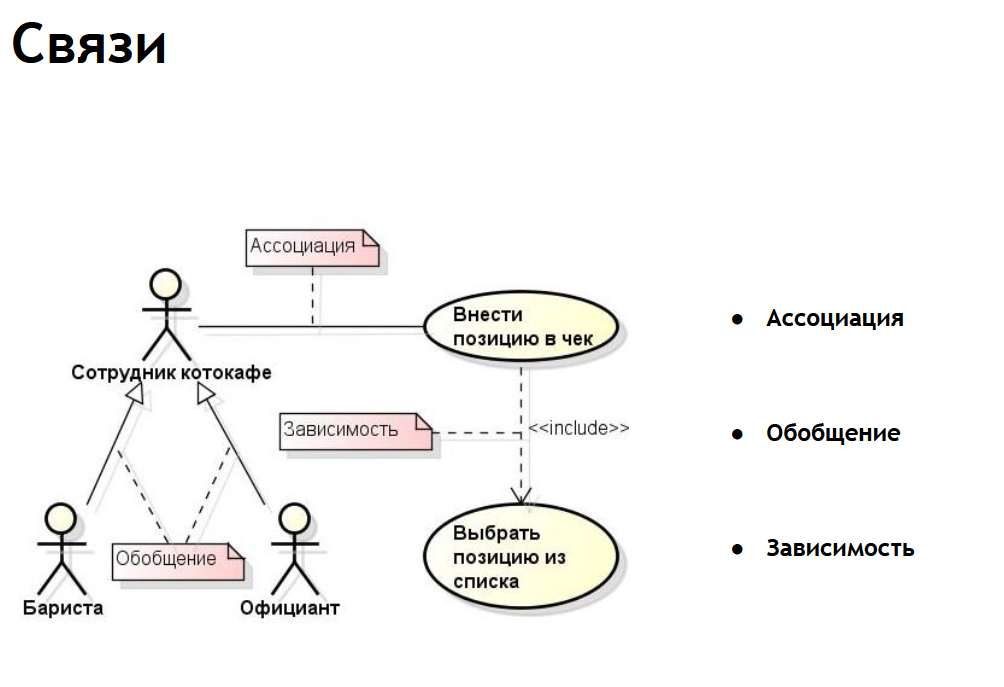 Связи
Ассоциация
Внести
позицию в чек
Сотрудник котокафе
Зависимость
<<include>>
Обобщение
Выбрать
позицию из
списка
Бариста
Официант
● Ассоциация
● Обобщение
● Зависимость